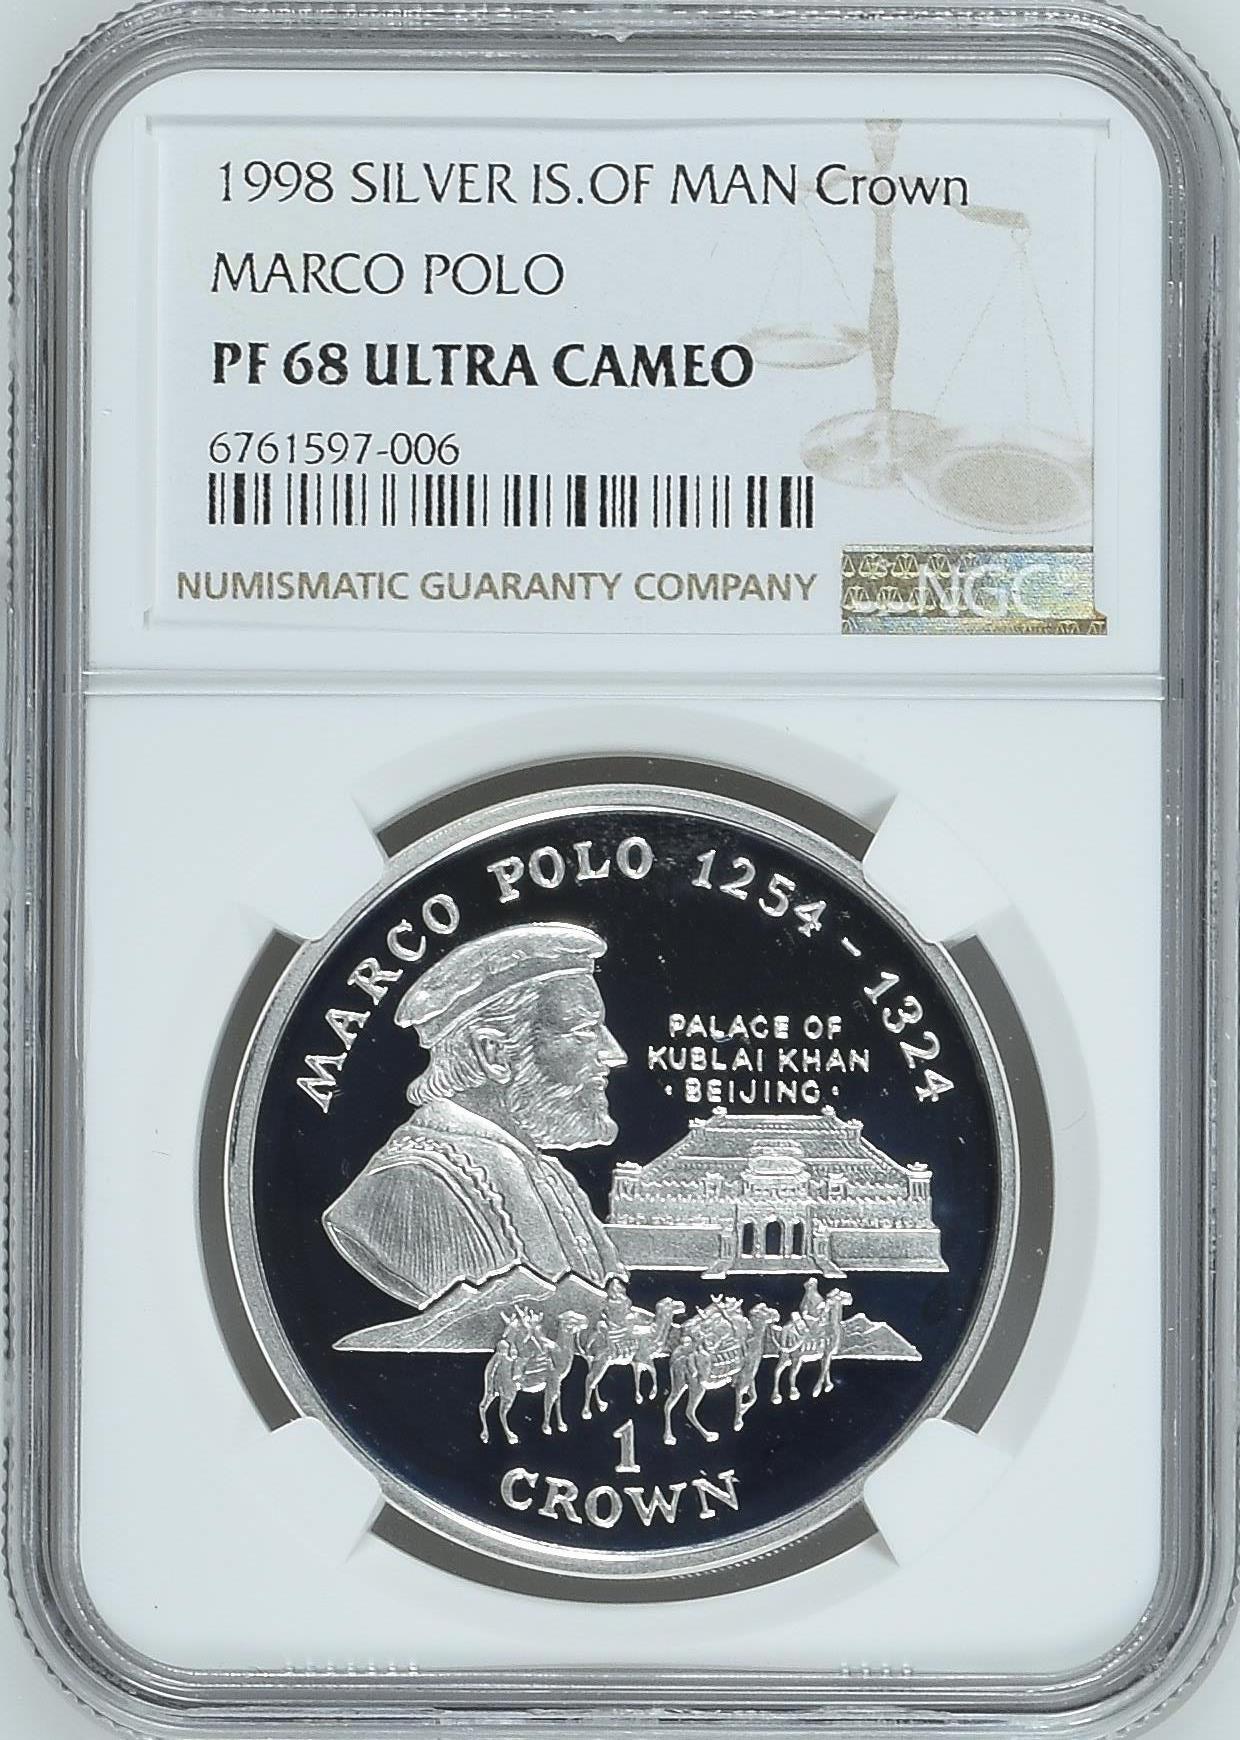 1998 SILVER IS.OF MAN Crown
MARCO POLO
PF 68 ULTRA CAMEO
6761597-006
NUMISMATIC GUARANTY COMPANY
NGC
MARCO POLO 1254 - 1324
PALACE OF
KUBLAI KHAN
· BEIJING ·
1
CROWN